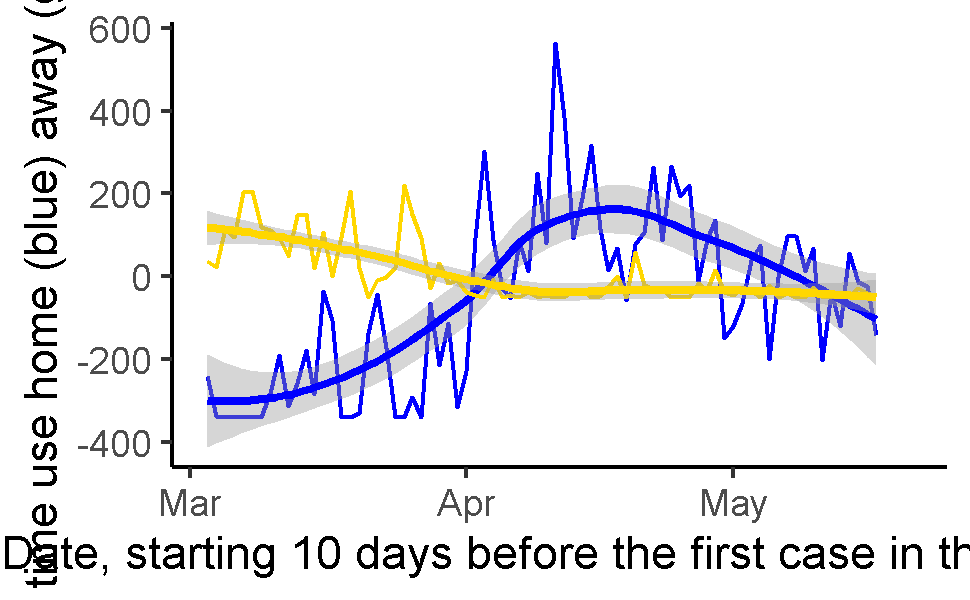 time use home (blue) away (
600
400
200
0
-200
-400
Mar Apr May
Date, starting 10 days before the first case in th